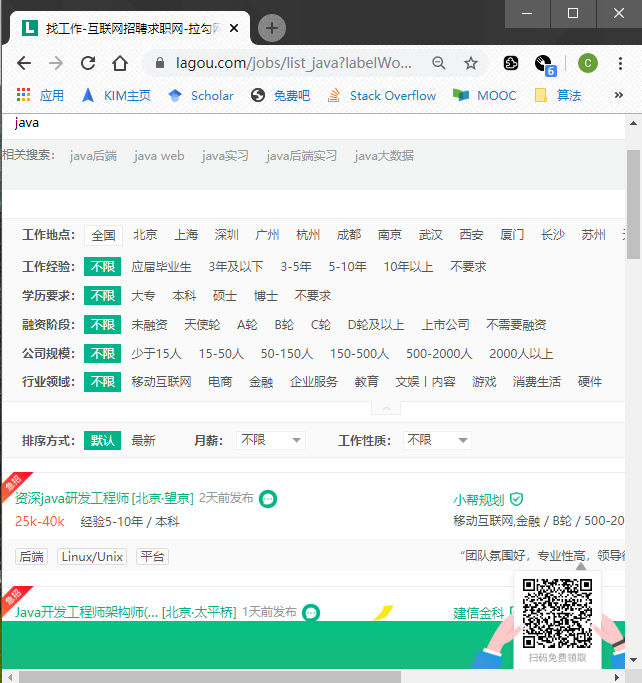 找工作-互联网招聘求职网-拉勾网
lagou.com/jobs/list_java?labelWo...
C
6
应用 KIM主页 Scholar 免费吧 Stack Overflow MOOC 算法 »
java
相关搜索: java后端 java web java实习 java后端实习 java大数据
工作地点: 全国 北京 上海 深圳 广州 杭州 成都 南京 武汉 西安 厦门 长沙 苏州
工作经验: 不限 应届毕业生 3年及以下 3-5年 5-10年 10年以上 不要求
学历要求: 不限 大专 本科 硕士 博士 不要求
融资阶段: 不限 未融资 天使轮 A轮 B轮 C轮 D轮及以上 上市公司 不需要融资
公司规模: 不限 少于15人 15-50人 50-150人 150-500人 500-2000人 2000人以上
行业领域: 不限 移动互联网 电商 金融 企业服务 教育 文娱丨内容 游戏 消费生活 硬件
排序方式: 默认 最新 月薪: 不限 工作性质: 不限
急招
资深java研发工程师 [北京·望京] 2天前发布 小帮规划
25k-40k 经验5-10年 / 本科 移动互联网,金融 / B轮 / 500-20
后端 Linux/Unix 平台 “团队氛围好，专业性高，领导
急招
Java开发工程师架构师(... [北京·太平桥] 1天前发布 建信金科
扫码免费领取